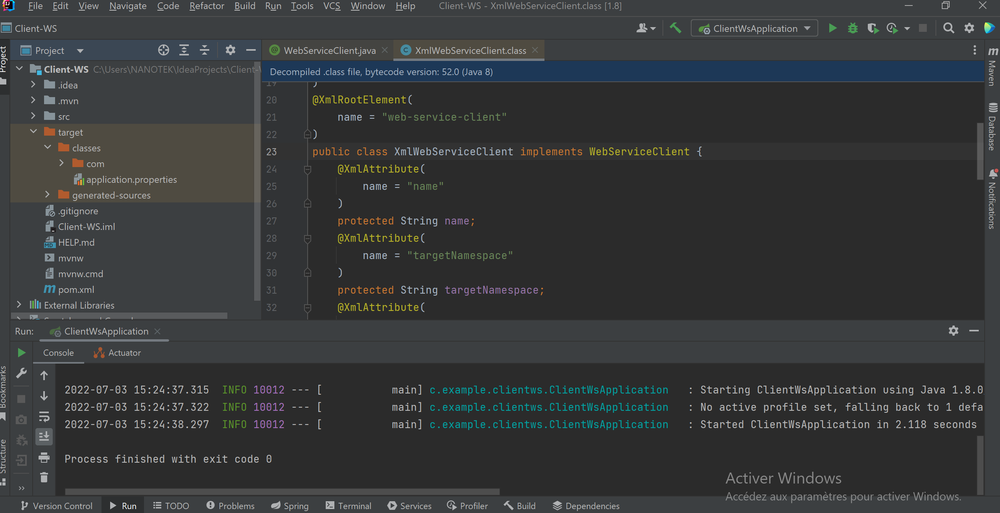 File Edit View Navigate Code Refactor Build Run Tools VCS Window Help Client-WS - XmlWebServiceClient.class [1.8]
Client-WS
ClientWsApplication
Project
Project
WebServiceClient.java
XmlWebServiceClient.class
Maven
Database
Notifications
Client-WS C:\Users\NANOTEK\IdeaProjects\Client-
.idea
.mvn
src
target
classes
com
application.properties
generated-sources
.gitignore
Client-WS.iml
HELP.md
mvnw
mvnw.cmd
pom.xml
External Libraries
Decompiled .class file, bytecode version: 52.0 (Java 8)
19 )
20 @XmlRootElement(
21 name = "web-service-client"
22 )
23 public class XmlWebServiceClient implements WebServiceClient {
24 @XmlAttribute(
25 name = "name"
26 )
27 protected String name;
28 @XmlAttribute(
29 name = "targetNamespace"
30 )
31 protected String targetNamespace;
32 @XmlAttribute(
Run: ClientWsApplication
Console Actuator
Bookmarks
Structure
2022-07-03 15:24:37.315 INFO 10012 --- [ main] c.example.clientws.ClientWsApplication : Starting ClientWsApplication using Java 1.8.0
2022-07-03 15:24:37.322 INFO 10012 --- [ main] c.example.clientws.ClientWsApplication : No active profile set, falling back to 1 defa
2022-07-03 15:24:38.297 INFO 10012 --- [ main] c.example.clientws.ClientWsApplication : Started ClientWsApplication in 2.118 seconds
Process finished with exit code 0
Activer Windows
Accédez aux paramètres pour activer Windows.
Version Control Run TODO Problems Spring Terminal Services Profiler Build Dependencies